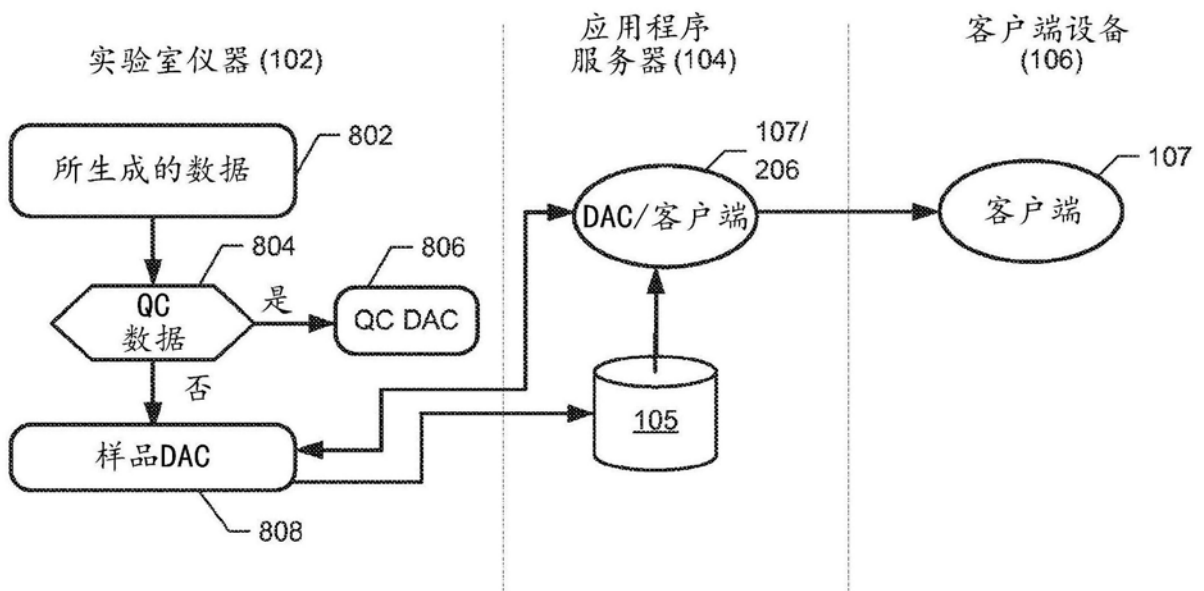 实验室仪器 (102)
应用程序
服务器(104)
客户端设备
(106)
所生成的数据
802
QC
数据
804
是
QC DAC
806
否
样品DAC
808
DAC/客户端
107/
206
105
客户端
107